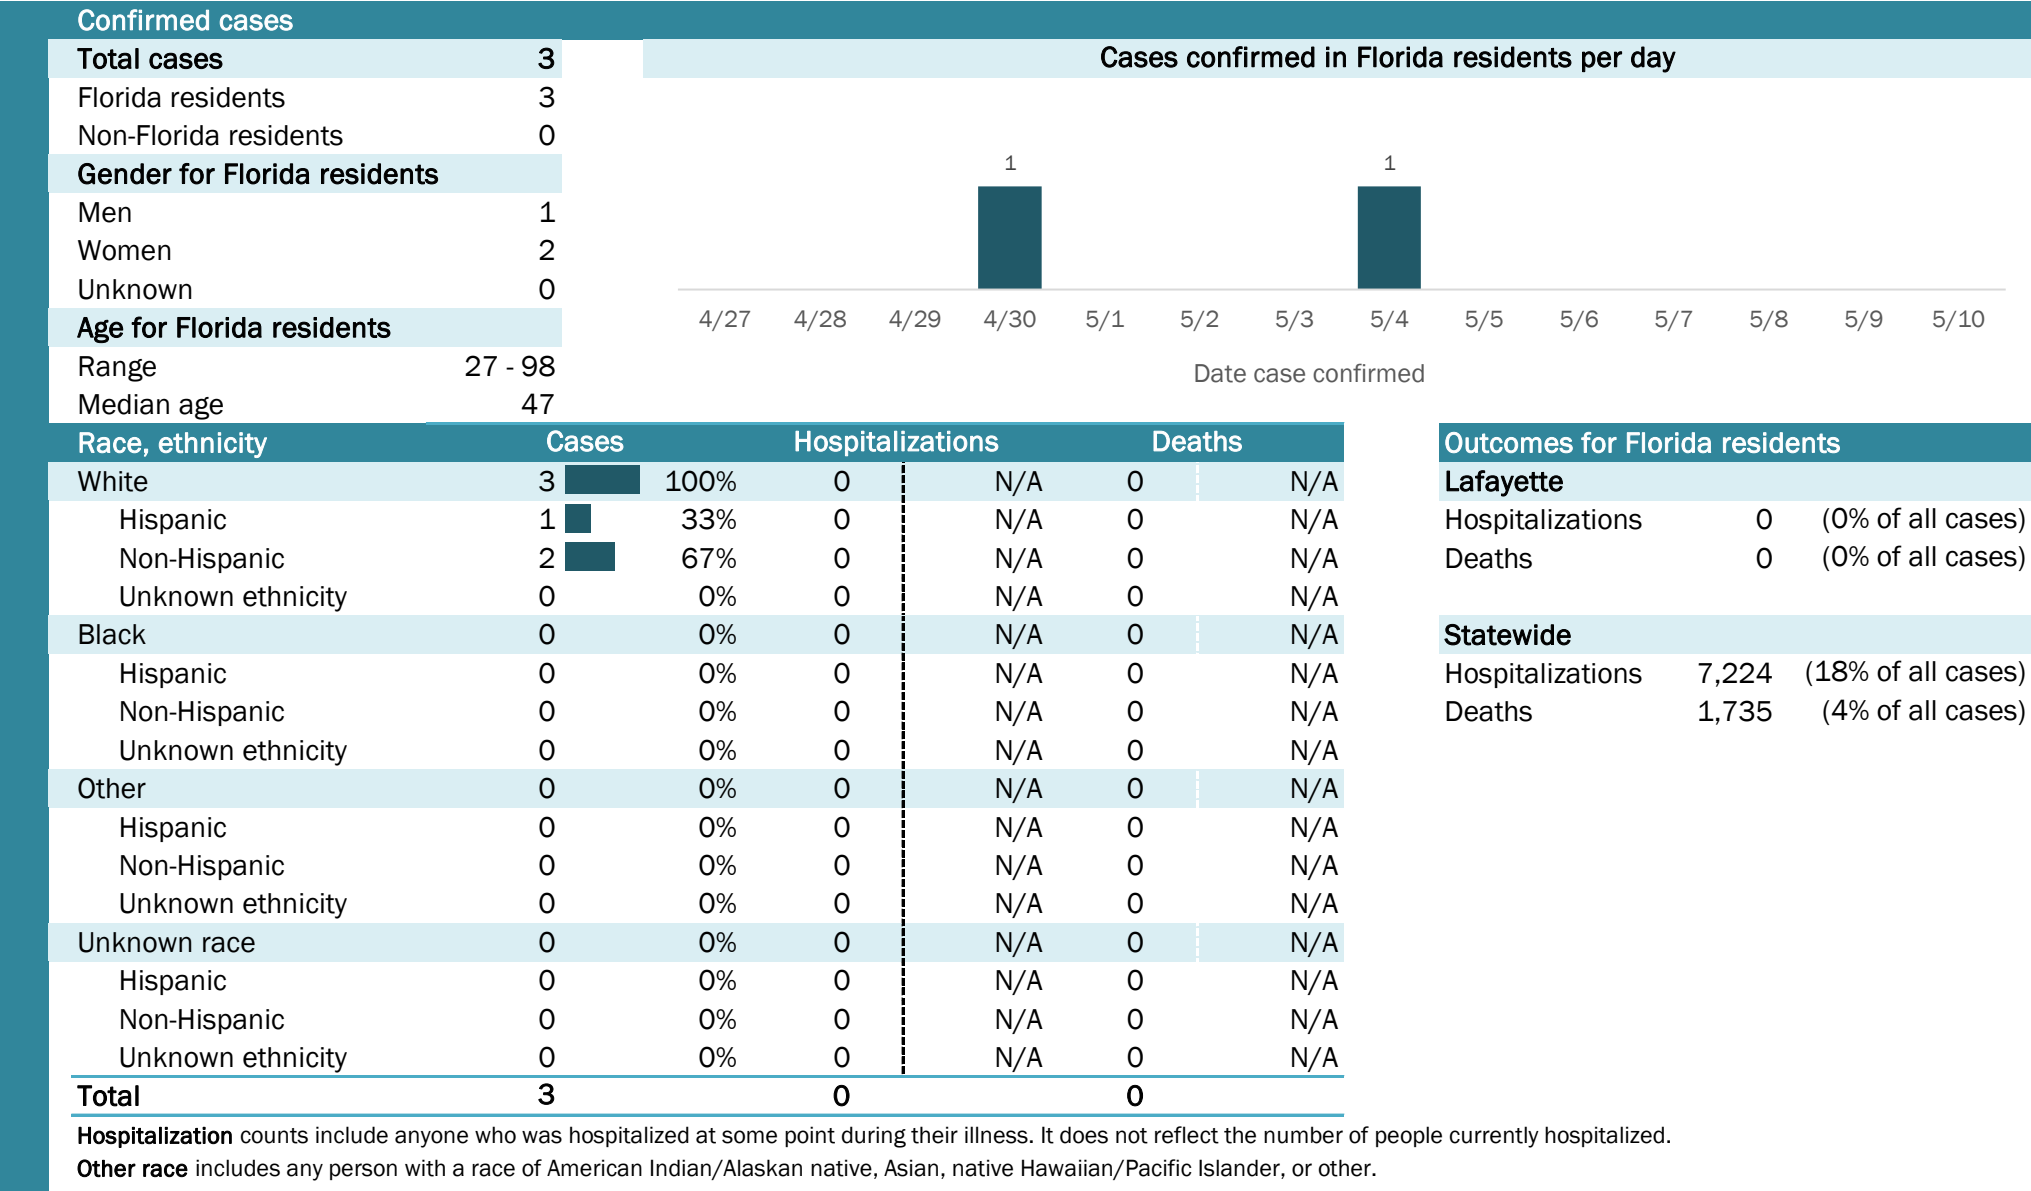 Confirmed cases
Total cases 3
Florida residents 3
Non-Florida residents 0
Gender for Florida residents
Men 1
Women 2
Unknown 0
Age for Florida residents
Range 27 - 98
Median age 47
Cases confirmed in Florida residents per day
1 1
4/27 4/28 4/29 4/30 5/1 5/2 5/3 5/4 5/5 5/6 5/7 5/8 5/9 5/10
Date case confirmed
Race, ethnicity Cases Hospitalizations Deaths
White 3 100% 0 N/A 0 N/A
Hispanic 1 33% 0 N/A 0 N/A
Non-Hispanic 2 67% 0 N/A 0 N/A
Unknown ethnicity 0 0% 0 N/A 0 N/A
Black 0 0% 0 N/A 0 N/A
Hispanic 0 0% 0 N/A 0 N/A
Non-Hispanic 0 0% 0 N/A 0 N/A
Unknown ethnicity 0 0% 0 N/A 0 N/A
Other 0 0% 0 N/A 0 N/A
Hispanic 0 0% 0 N/A 0 N/A
Non-Hispanic 0 0% 0 N/A 0 N/A
Unknown ethnicity 0 0% 0 N/A 0 N/A
Unknown race 0 0% 0 N/A 0 N/A
Hispanic 0 0% 0 N/A 0 N/A
Non-Hispanic 0 0% 0 N/A 0 N/A
Unknown ethnicity 0 0% 0 N/A 0 N/A
Total 3 0 0
Outcomes for Florida residents
Lafayette
Hospitalizations 0 (0% of all cases)
Deaths 0 (0% of all cases)
Statewide
Hospitalizations 7,224 (18% of all cases)
Deaths 1,735 (4% of all cases)
Hospitalization counts include anyone who was hospitalized at some point during their illness. It does not reflect the number of people currently hospitalized.
Other race includes any person with a race of American Indian/Alaskan native, Asian, native Hawaiian/Pacific Islander, or other.